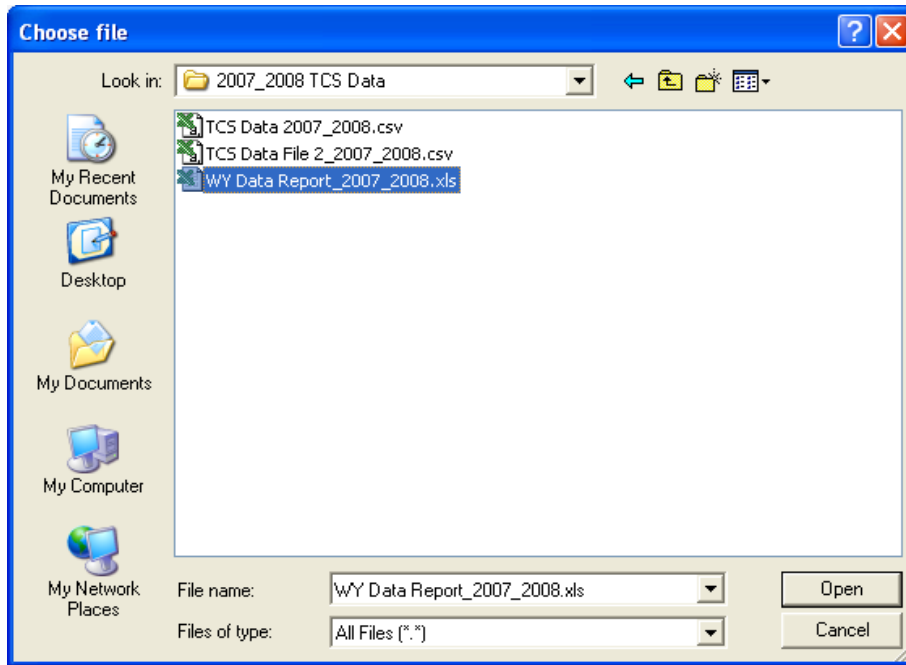 Choose file
Look in: 2007_2008 TCS Data
TCS Data 2007_2008.csv
TCS Data File 2_2007_2008.csv
WY Data Report_2007_2008.xls
My Recent
Documents
Desktop
My Documents
My Computer
My Network
Places
File name: WY Data Report_2007_2008.xls Open
Files of type: All Files (*.*) Cancel